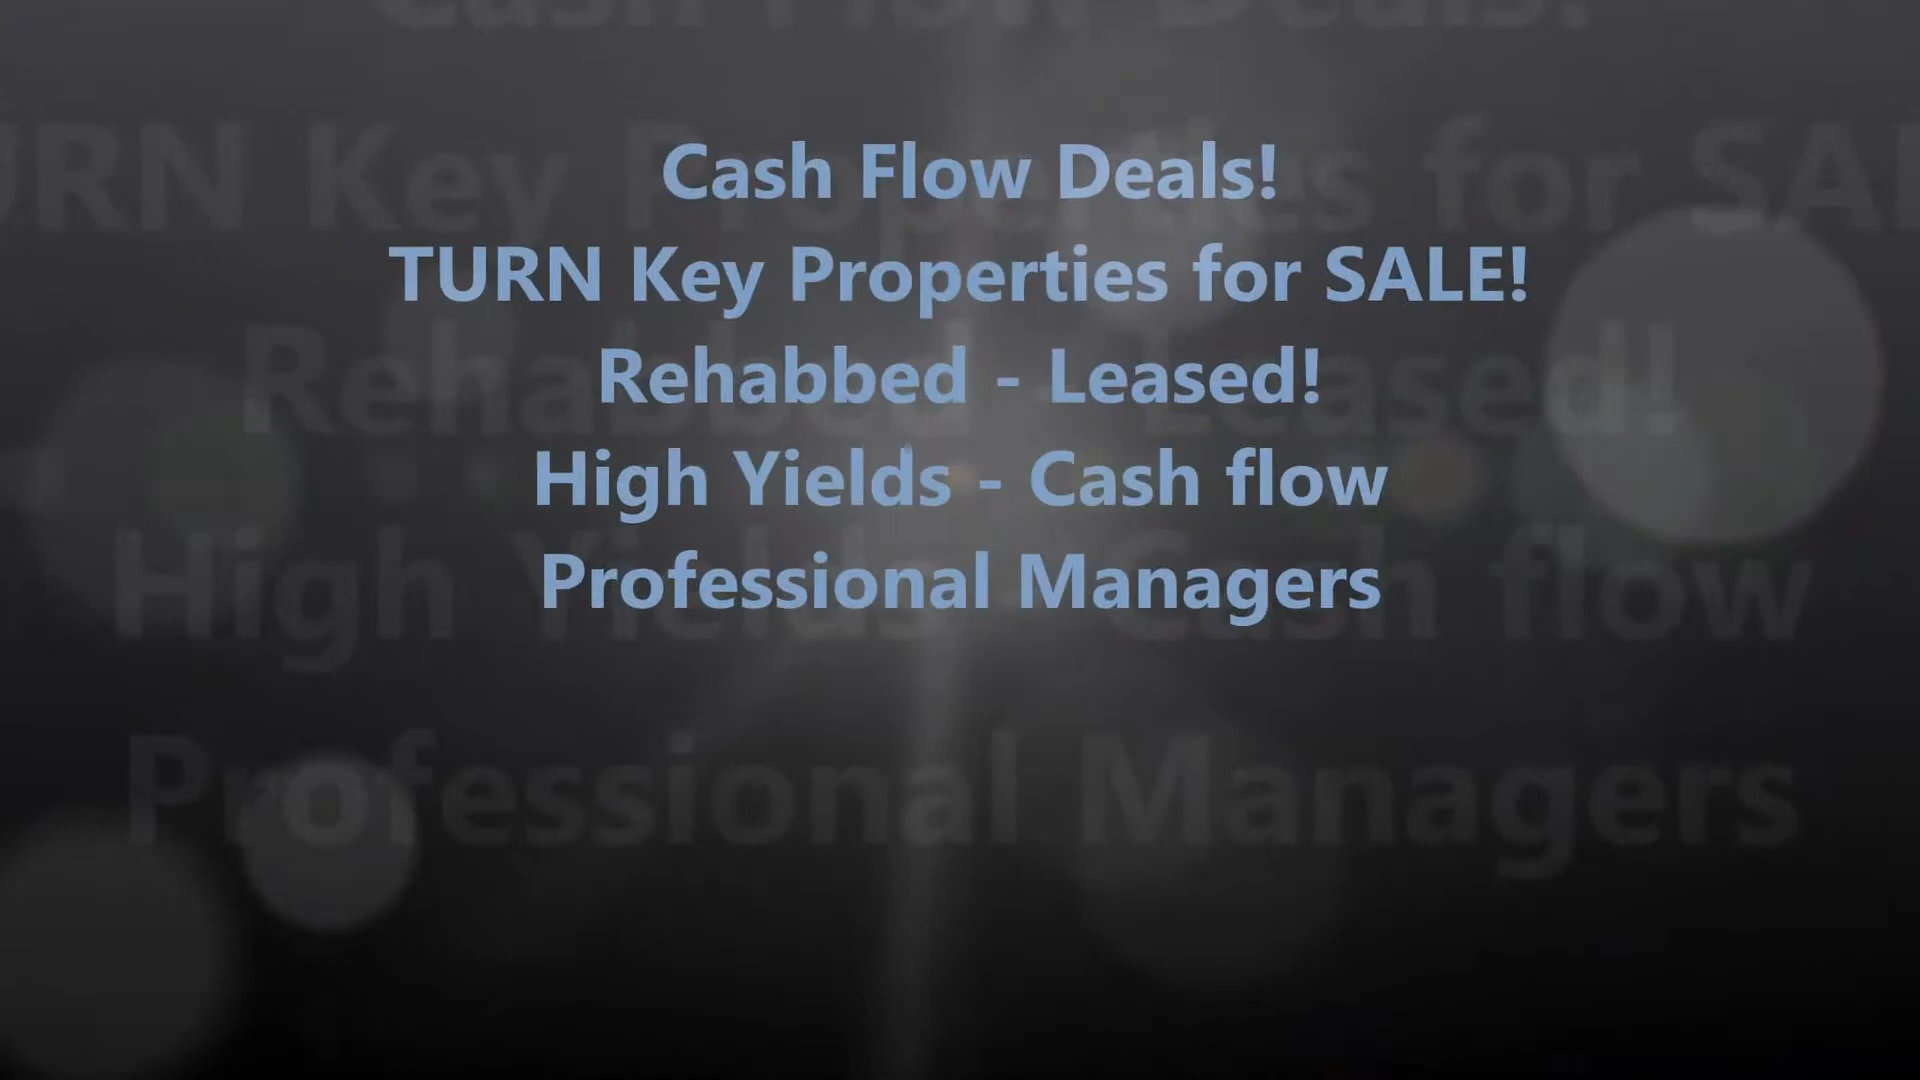 Cash Flow Deals!
TURN Key Properties for SALE!
Rehabbed - Leased!
High Yields - Cash flow
Professional Managers